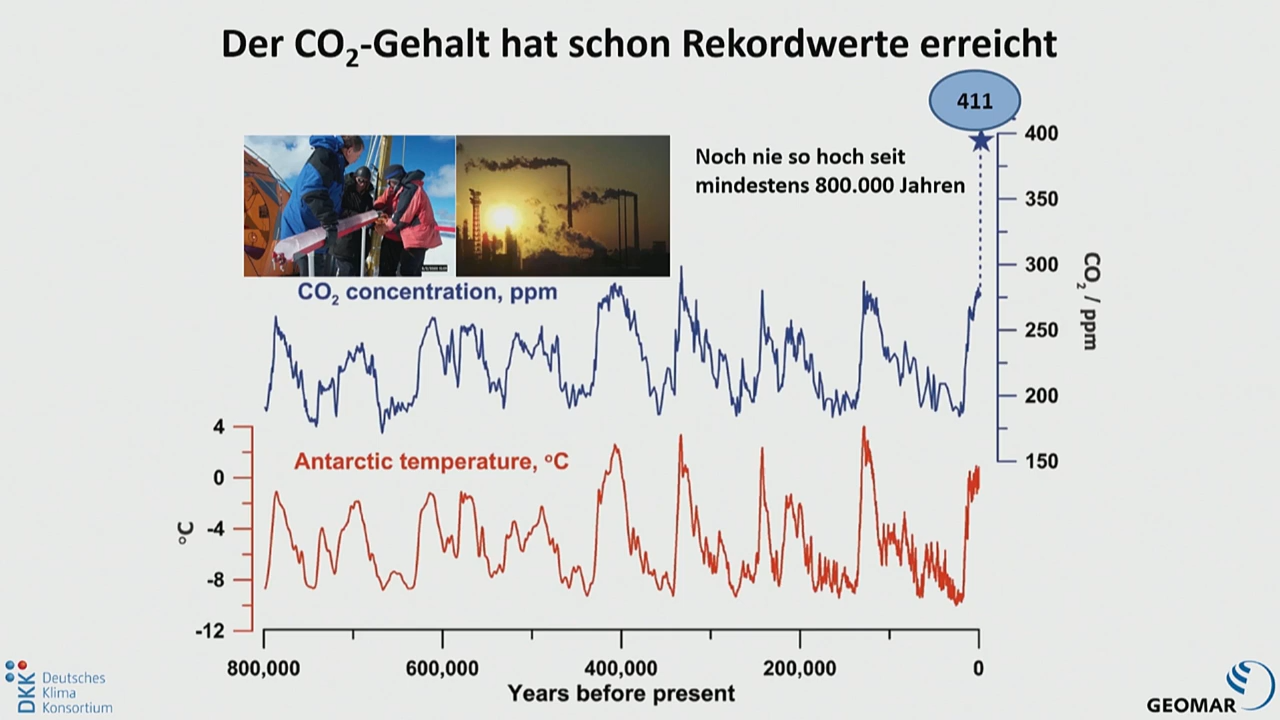 Der CO₂-Gehalt hat schon Rekordwerte erreicht
411
Noch nie so hoch seit
mindestens 800.000 Jahren
400
350
300
250
200
150
CO₂ / ppm
CO₂ concentration, ppm
Antarctic temperature, °C
4
0
-4
-8
-12
°C
800,000
600,000
400,000
200,000
0
Years before present
DKK
Deutsches
Klima
Konsortium
GEOMAR